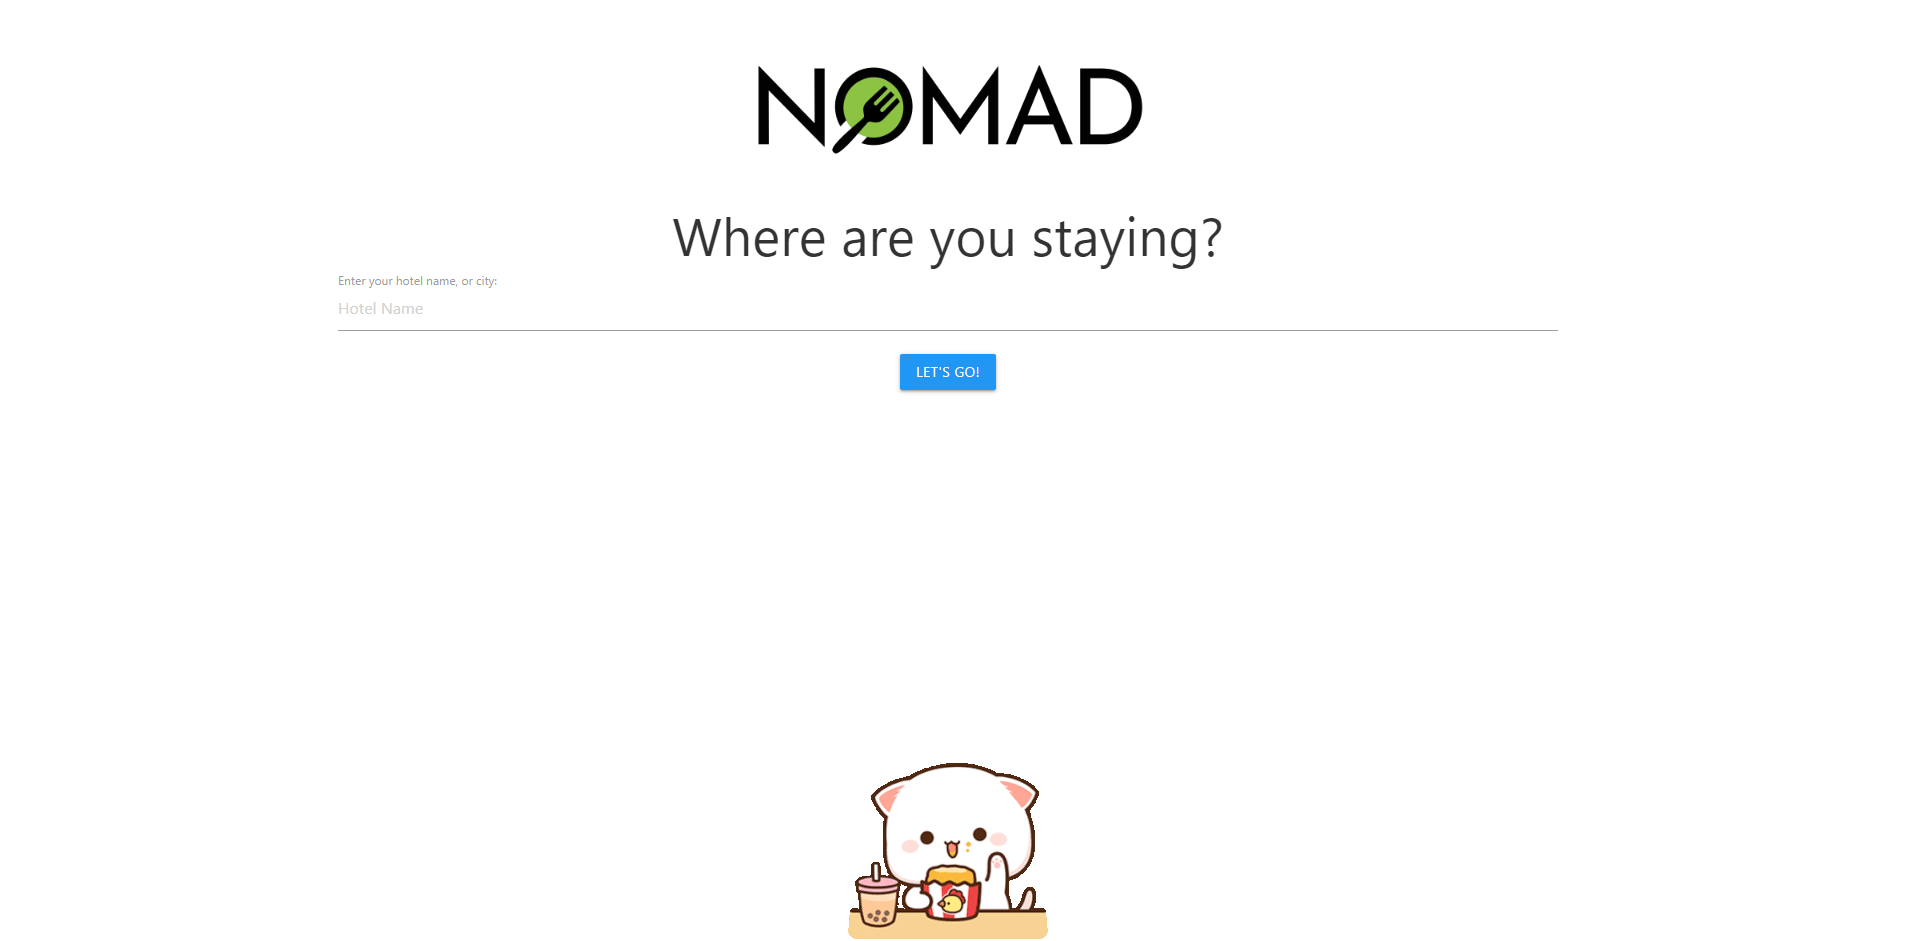 NOMAD
Where are you staying?
Enter your hotel name, or city:
Hotel Name
LET'S GO!